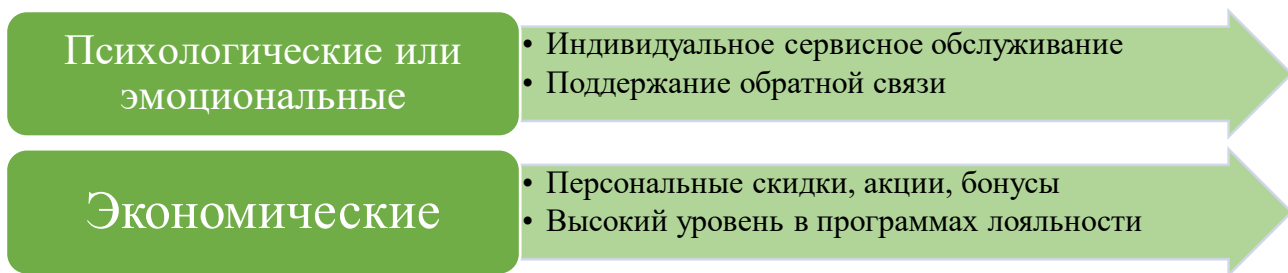 Психологические или
эмоциональные
• Индивидуальное сервисное обслуживание
• Поддержание обратной связи
Экономические
• Персональные скидки, акции, бонусы
• Высокий уровень в программах лояльности